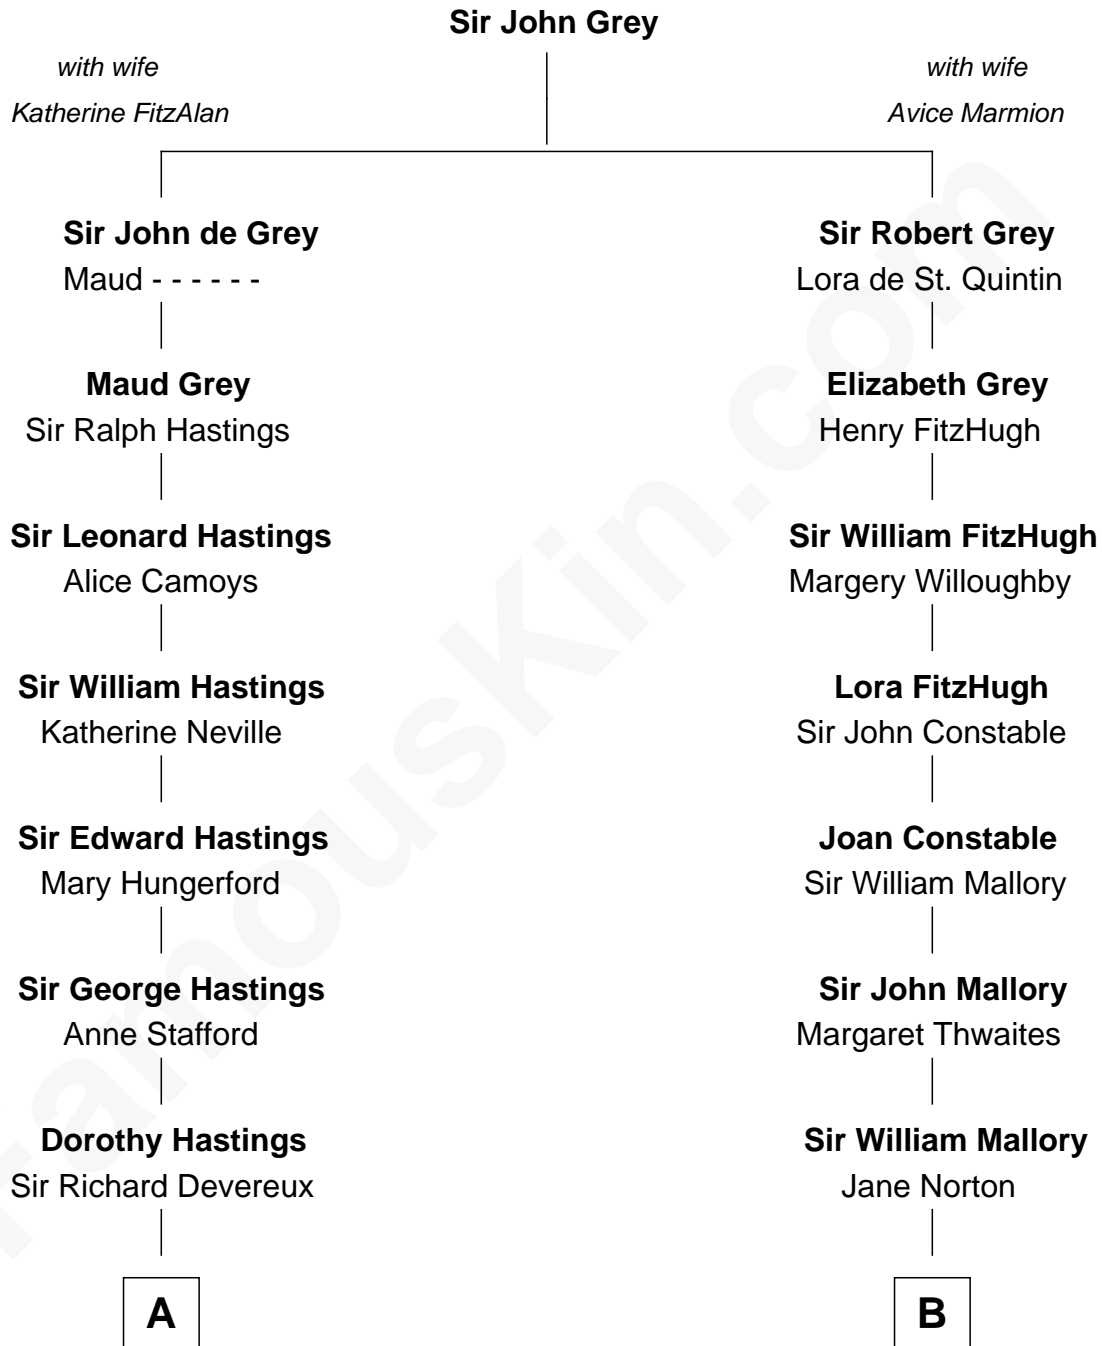 Sir John Grey
with wife
Katherine FitzAlan
with wife
Avice Marmion
Sir John de Grey
Maud - - - - - -
Sir Robert Grey
Lora de St. Quintin
Maud Grey
Sir Ralph Hastings
Elizabeth Grey
Henry FitzHugh
Sir Leonard Hastings
Alice Camoys
Sir William FitzHugh
Margery Willoughby
Sir William Hastings
Katherine Neville
Lora FitzHugh
Sir John Constable
Sir Edward Hastings
Mary Hungerford
Joan Constable
Sir William Mallory
Sir George Hastings
Anne Stafford
Sir John Mallory
Margaret Thwaites
Dorothy Hastings
Sir Richard Devereux
Sir William Mallory
Jane Norton
A
B
FamousKin.com